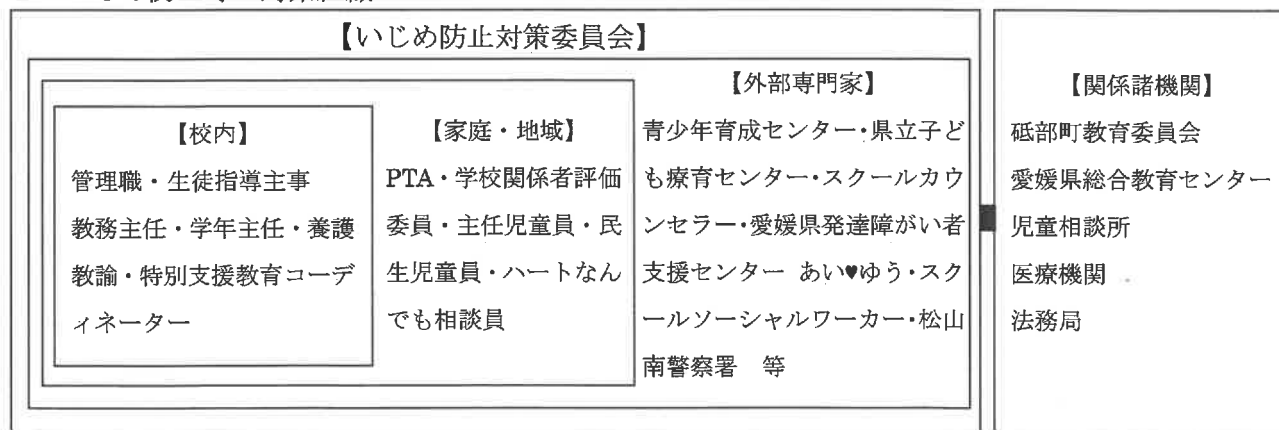 【いじめ防止対策委員会】
【校内】
管理職・生徒指導主事
教務主任・学年主任・養護
教諭・特別支援教育コーデ
ィネーター
【家庭・地域】
PTA・学校関係者評価
委員・主任児童員・民
生児童員・ハートなん
でも相談員
【外部専門家】
青少年育成センター・県立子ど
も療育センター・スクールカウ
ンセラー・愛媛県発達障がい者
支援センター あい♥ゆう・スク
ールソーシャルワーカー・松山
南警察署　等
【関係諸機関】
砥部町教育委員会
愛媛県総合教育センター
児童相談所
医療機関
法務局